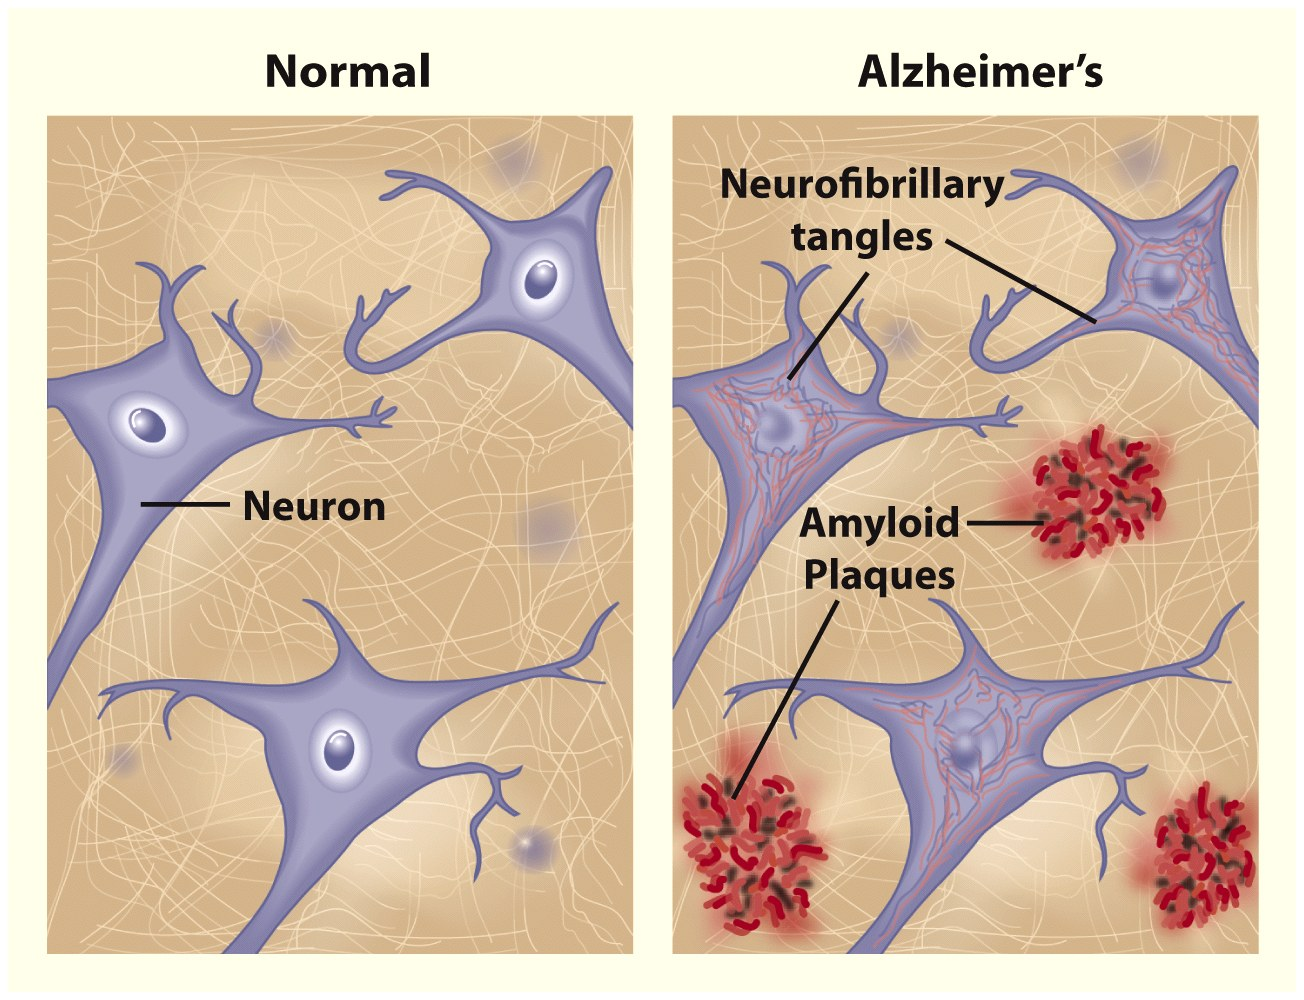 Normal
Alzheimer’s
Neuron
Neurofibrillary
tangles
Amyloid
Plaques